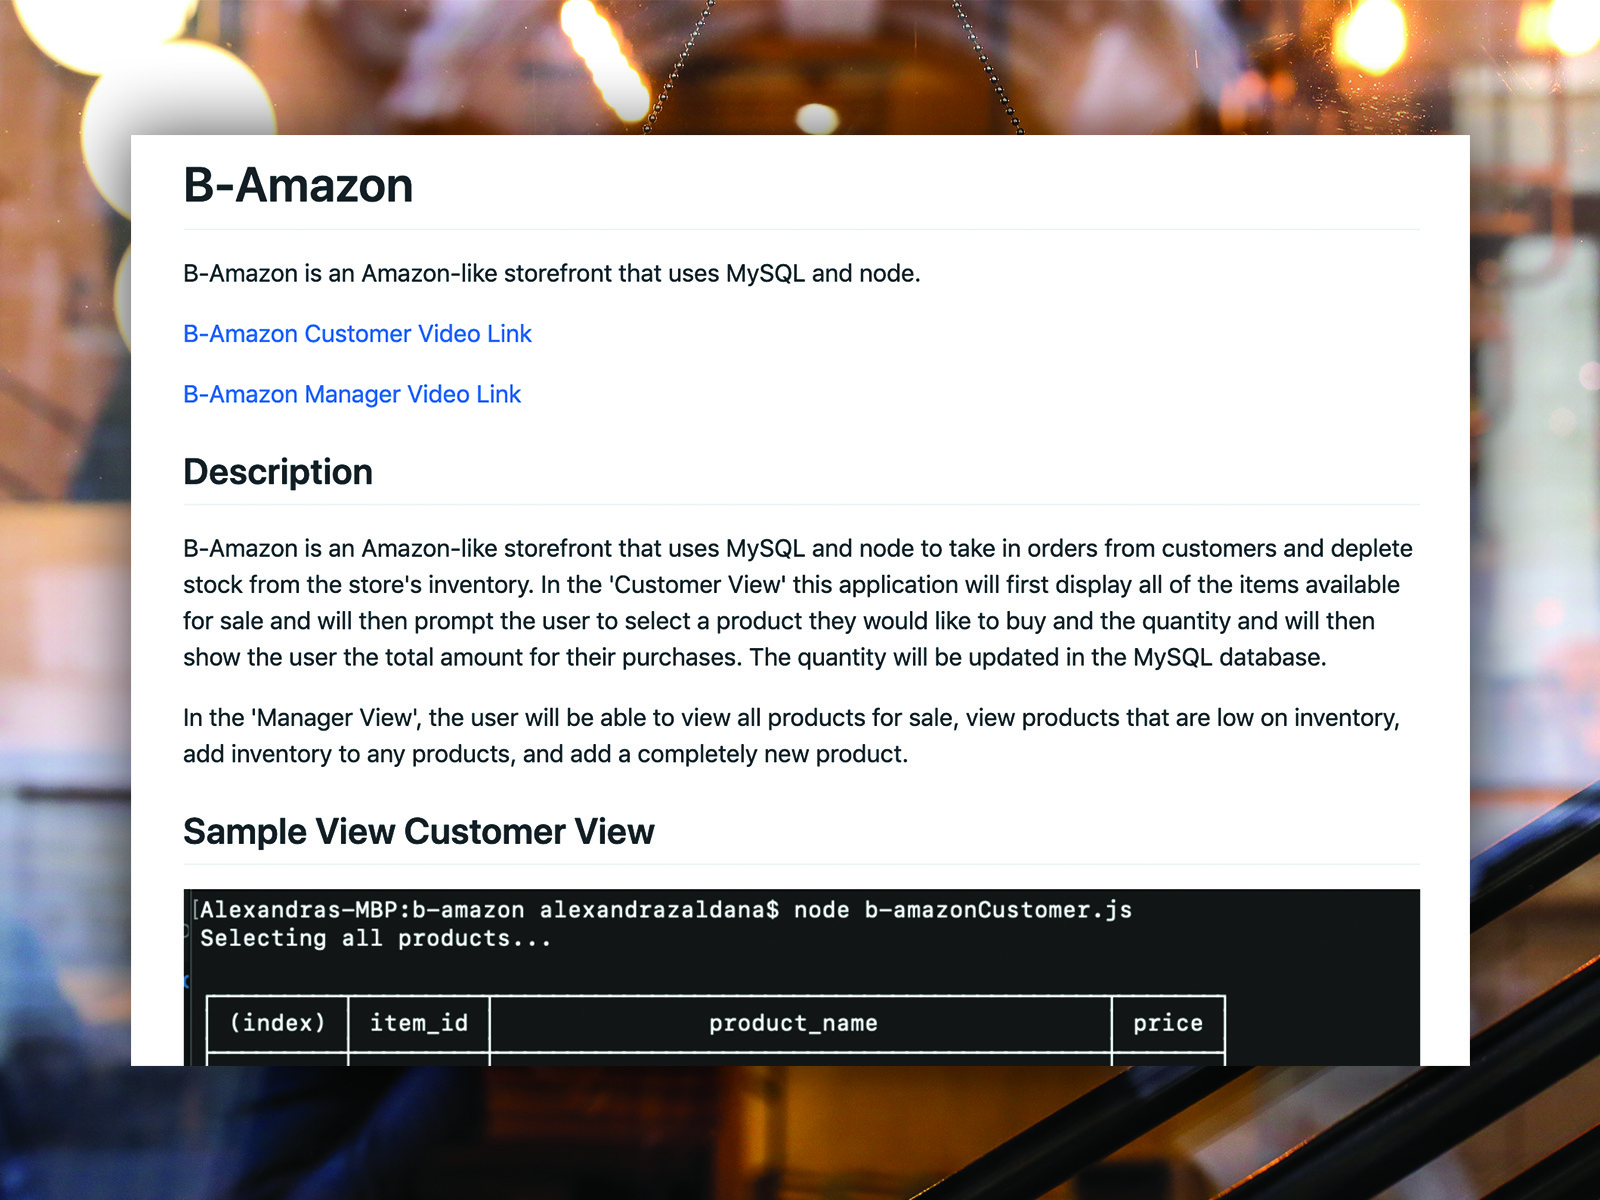 B-Amazon
B-Amazon is an Amazon-like storefront that uses MySQL and node.
B-Amazon Customer Video Link
B-Amazon Manager Video Link
Description
B-Amazon is an Amazon-like storefront that uses MySQL and node to take in orders from customers and deplete
stock from the store's inventory. In the 'Customer View' this application will first display all of the items available
for sale and will then prompt the user to select a product they would like to buy and the quantity and will then
show the user the total amount for their purchases. The quantity will be updated in the MySQL database.
In the 'Manager View', the user will be able to view all products for sale, view products that are low on inventory,
add inventory to any products, and add a completely new product.
Sample View Customer View
[Alexandras-MBP:b-amazon alexandrazaldana$ node b-amazonCustomer.js
Selecting all products...
(index) item_id product_name price